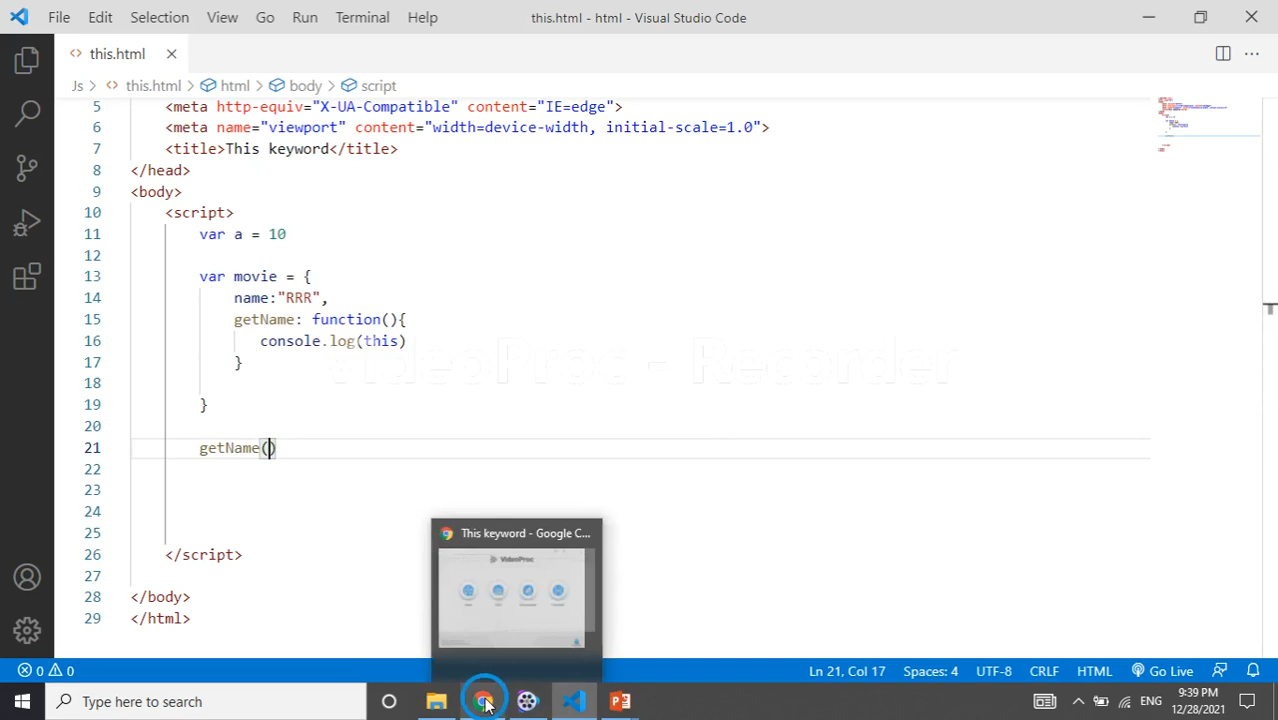 File Edit Selection View Go Run Terminal Help this.html - html - Visual Studio Code
this.html
Js > this.html > html > body > script
5 <meta http-equiv="X-UA-Compatible" content="IE=edge">
6 <meta name="viewport" content="width=device-width, initial-scale=1.0">
7 <title>This keyword</title>
8 </head>
9 <body>
10 <script>
11 var a = 10
12
13 var movie = {
14 name:"RRR",
15 getName: function(){
16 console.log(this)
17 }
18
19 }
20
21 getName()
22
23
24
25
26 </script>
27
28 </body>
29 </html>
VideoProc - Recorder
This keyword - Google C...
VideoProc
0 0 Ln 21, Col 17 Spaces: 4 UTF-8 CRLF HTML Go Live
Type here to search ENG 9:39 PM
12/28/2021